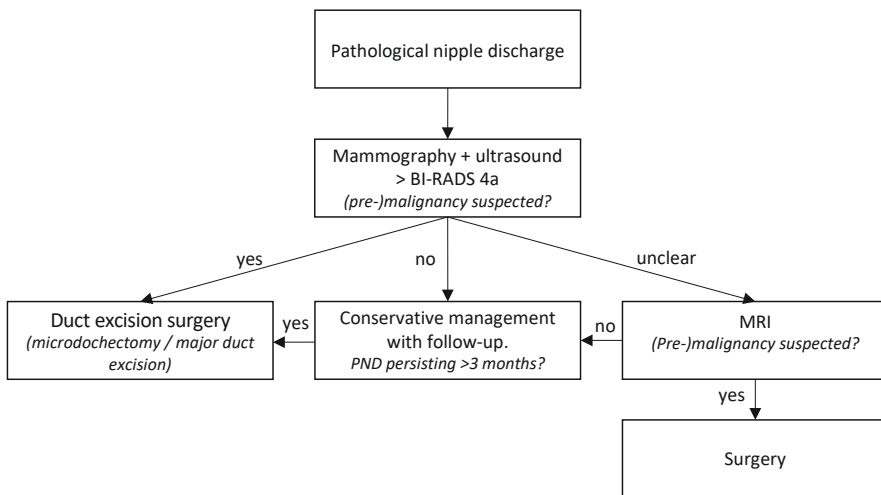 Pathological nipple discharge
Mammography + ultrasound
> BI-RADS 4a
(pre-)malignancy suspected?
yes
no
unclear
Duct excision surgery
(microdochectomy / major duct
excision)
yes
Conservative management
with follow-up.
PND persisting >3 months?
no
MRI
(Pre-)malignancy suspected?
yes
Surgery